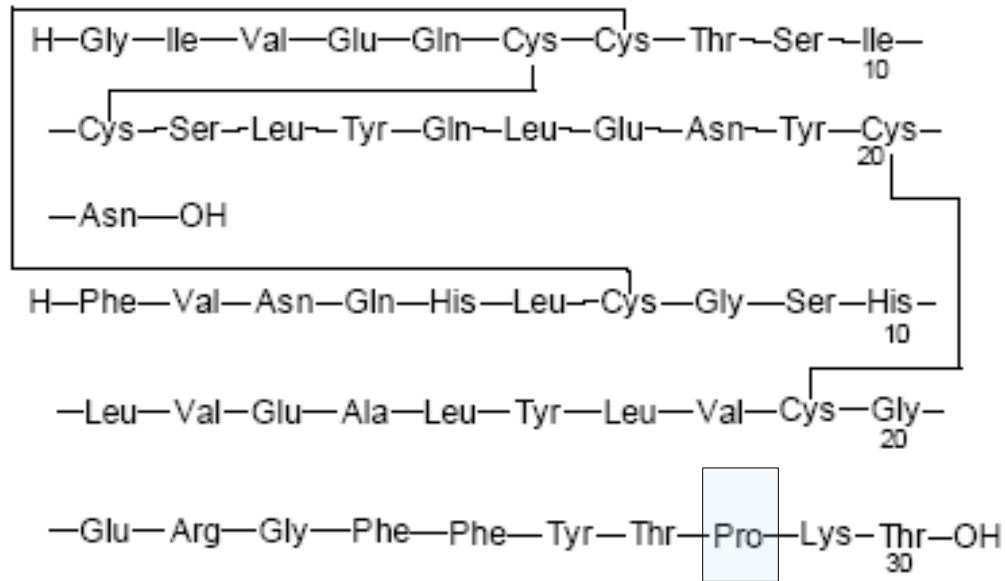 H-Gly-Ile-Val-Glu-Gln-Cys-Cys-Thr-Ser-Ile-
10
-Cys-Ser-Leu-Tyr-Gln-Leu-Glu-Asn-Tyr-Cys-
20
-Asn-OH
H-Phe-Val-Asn-Gln-His-Leu-Cys-Gly-Ser-His-
10
-Leu-Val-Glu-Ala-Leu-Tyr-Leu-Val-Cys-Gly-
20
-Glu-Arg-Gly-Phe-Phe-Tyr-Thr-Pro-Lys-Thr-OH
30